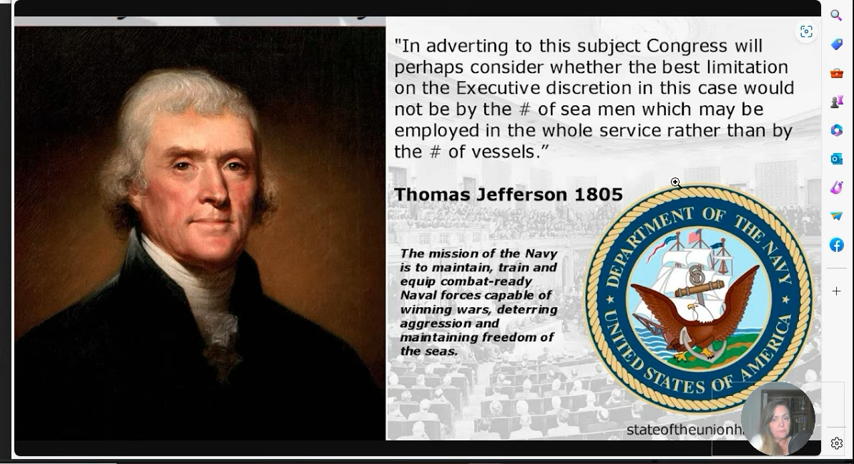 "In adverting to this subject Congress will
perhaps consider whether the best limitation
on the Executive discretion in this case would
not be by the # of sea men which may be
employed in the whole service rather than by
the # of vessels.”
Thomas Jefferson 1805
The mission of the Navy
is to maintain, train and
equip combat-ready
Naval forces capable of
winning wars, deterring
aggression and
maintaining freedom of
the seas.
DEPARTMENT OF THE NAVY
UNITED STATES OF AMERICA